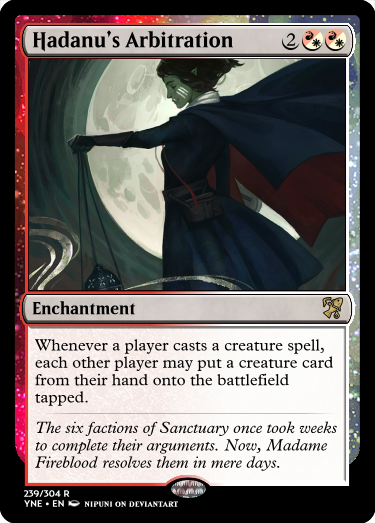 Hadanu's Arbitration 2
Enchantment
Whenever a player casts a creature spell,
each other player may put a creature card
from their hand onto the battlefield
tapped.
The six factions of Sanctuary once took weeks
to complete their arguments. Now, Madame
Fireblood resolves them in mere days.
239/304 R
YNE • EN NIPUNI ON DEVIANTART